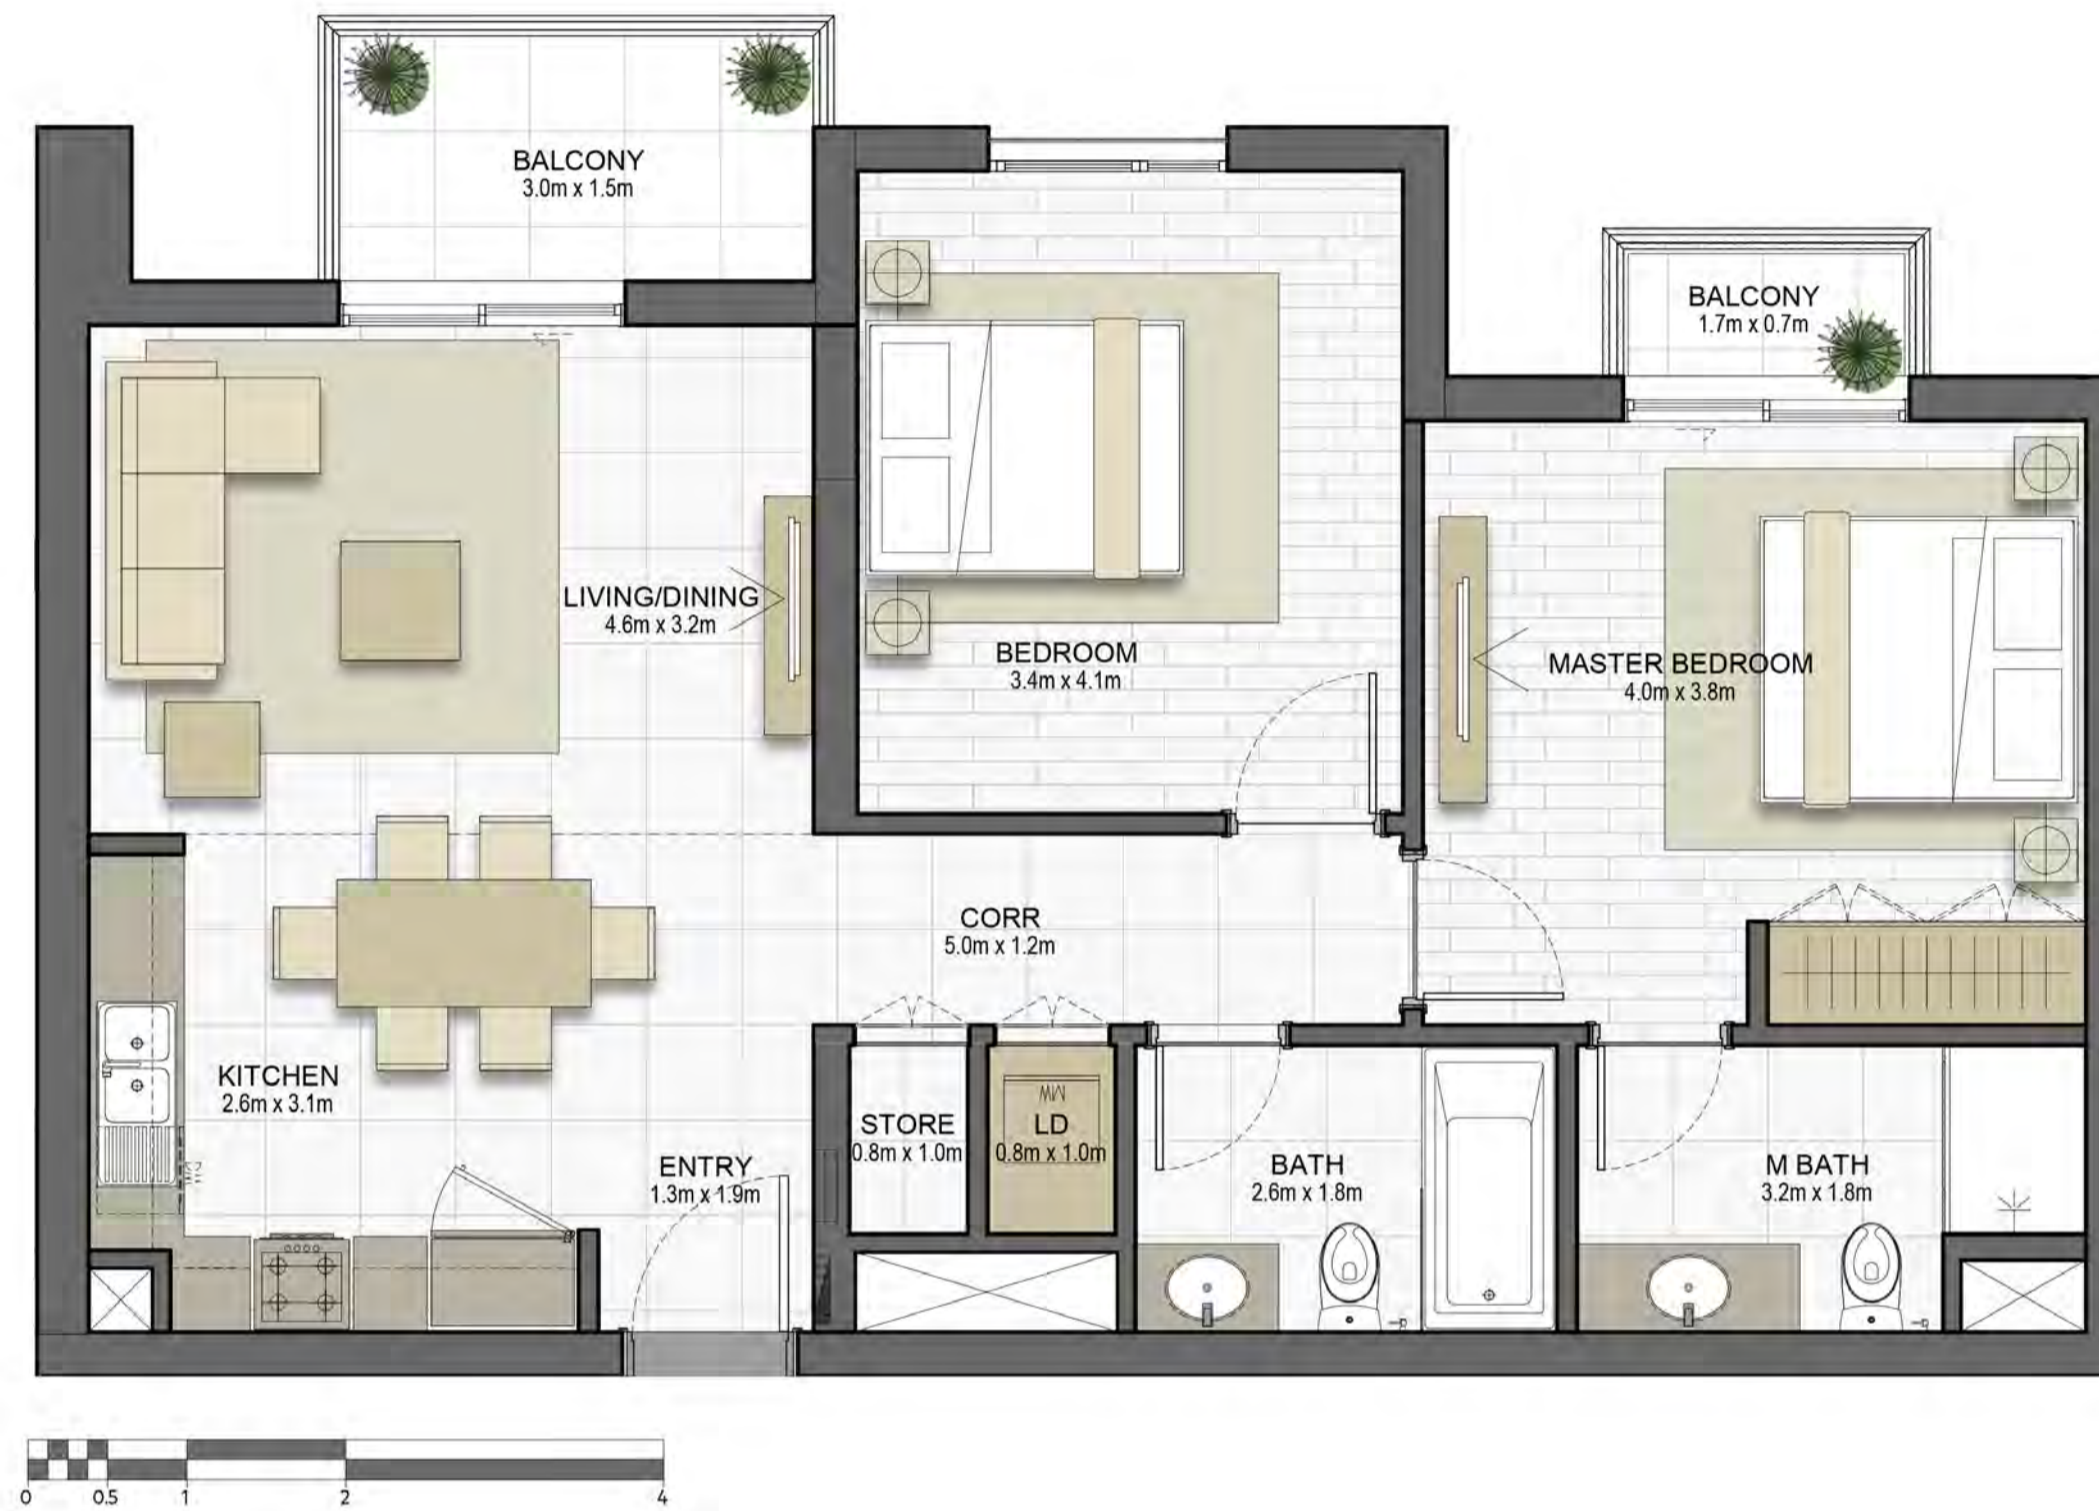 BALCONY
3.0m x 1.5m
BALCONY
1.7m x 0.7m
LIVING/DINING
4.6m x 3.2m
BEDROOM
3.4m x 4.1m
MASTER BEDROOM
4.0m x 3.8m
CORR
5.0m x 1.2m
KITCHEN
2.6m x 3.1m
ENTRY
1.3m x 1.9m
STORE
0.8m x 1.0m
WM
LD
0.8m x 1.0m
BATH
2.6m x 1.8m
M BATH
3.2m x 1.8m
0 0.5 1 2 4